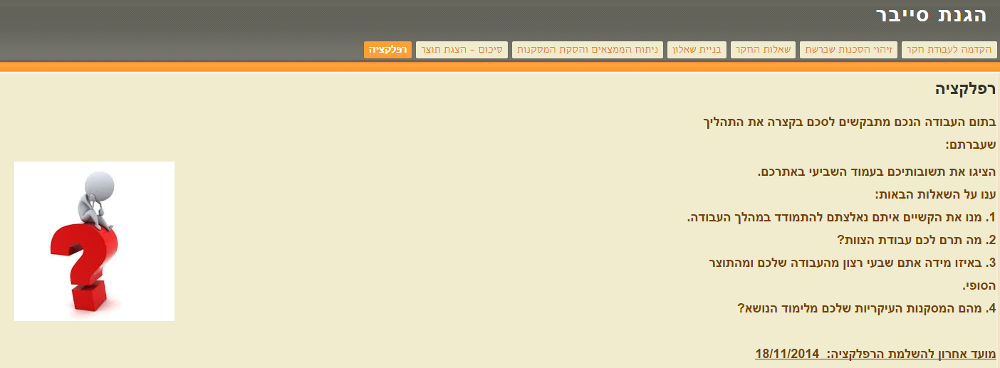 הגנת סייבר
הקדמה לעבודת חקר
זיהוי הסכנות שברשת
שאלות החקר
בניית שאלון
ניתוח הממצאים והסקת המסקנות
סיכום – הצגת תוצר
רפלקציה
רפלקציה
בתום העבודה הנכם מתבקשים לסכם בקצרה את התהליך
שעברתם:
הציגו את תשובותיכם בעמוד השביעי באתרכם.
ענו על השאלות הבאות:
1. מנו את הקשיים איתם נאלצתם להתמודד במהלך העבודה.
2. מה תרם לכם עבודת הצוות?
3. באיזו מידה אתם שבעי רצון מהעבודה שלכם ומהתוצר
הסופי.
4. מהם המסקנות העיקריות שלכם מלימוד הנושא?
מועד אחרון להשלמת הרפלקציה: 18/11/2014